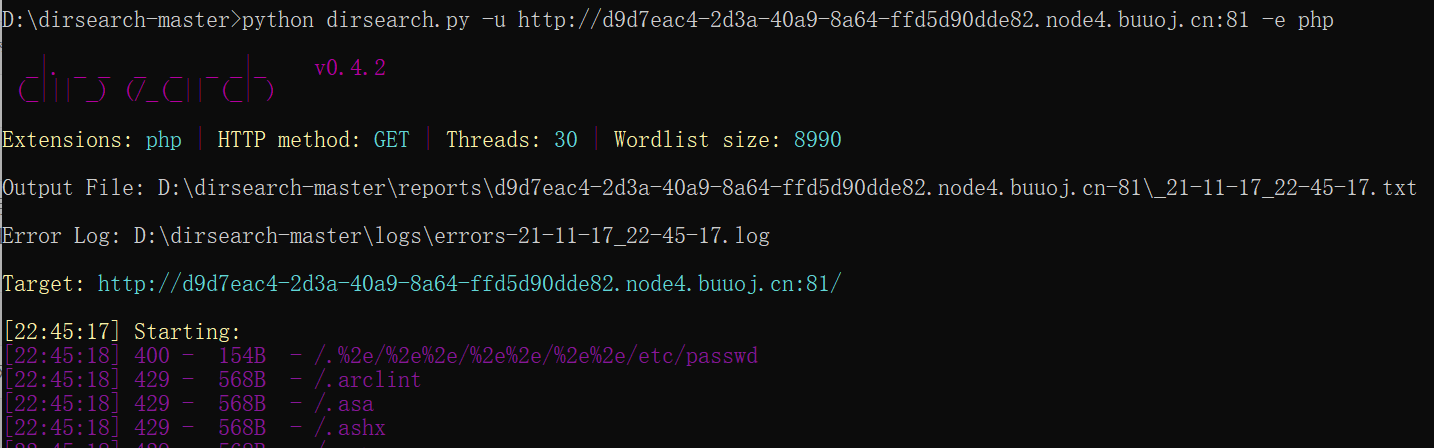 D:\dirsearch-master>python dirsearch.py -u http://d9d7eac4-2d3a-40a9-8a64-ffd5d90dde82.node4.buuoj.cn:81 -e php
dirsearch v0.4.2
Extensions: php | HTTP method: GET | Threads: 30 | Wordlist size: 8990
Output File: D:\dirsearch-master\reports\d9d7eac4-2d3a-40a9-8a64-ffd5d90dde82.node4.buuoj.cn-81\_21-11-17_22-45-17.txt
Error Log: D:\dirsearch-master\logs\errors-21-11-17_22-45-17.log
Target: http://d9d7eac4-2d3a-40a9-8a64-ffd5d90dde82.node4.buuoj.cn:81/
[22:45:17] Starting:
[22:45:18] 400 -  154B  - /.%2e/%2e%2e/%2e%2e/%2e%2e/etc/passwd
[22:45:18] 429 -  568B  - /.arclint
[22:45:18] 429 -  568B  - /.asa
[22:45:18] 429 -  568B  - /.ashx